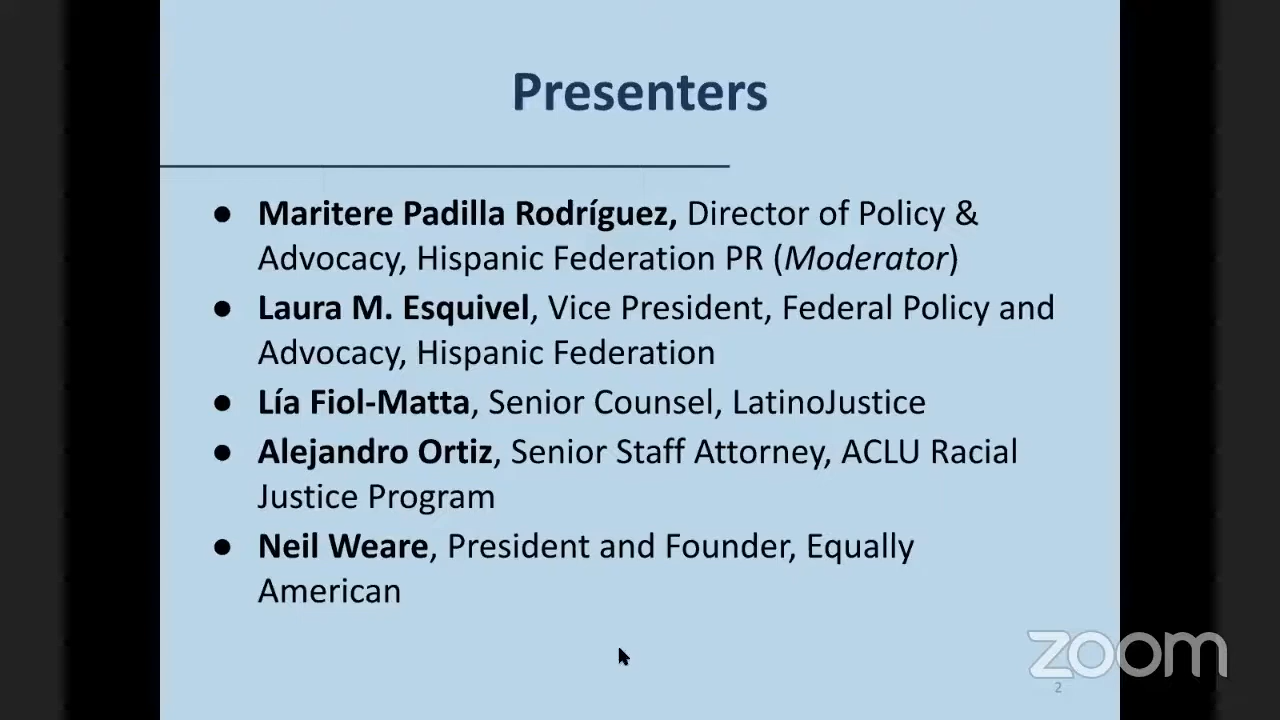 Presenters
● Maritere Padilla Rodríguez, Director of Policy &
Advocacy, Hispanic Federation PR (Moderator)
● Laura M. Esquivel, Vice President, Federal Policy and
Advocacy, Hispanic Federation
● Lía Fiol-Matta, Senior Counsel, LatinoJustice
● Alejandro Ortiz, Senior Staff Attorney, ACLU Racial
Justice Program
● Neil Weare, President and Founder, Equally
American
zoom
2